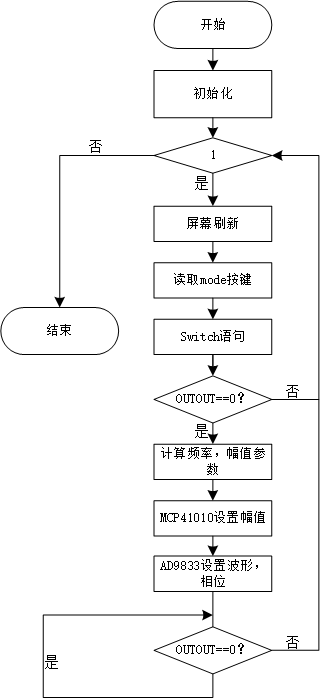 开始
初始化
否
1
是
屏幕刷新
读取mode按键
结束
Switch语句
OUTOUT==0?
否
是
计算频率，幅值参
数
MCP41010设置幅值
AD9833设置波形，
相位
否
OUTOUT==0?
是